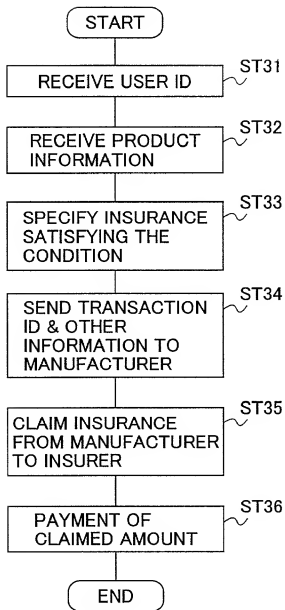 START
RECEIVE USER ID
ST31
RECEIVE PRODUCT
INFORMATION
ST32
SPECIFY INSURANCE
SATISFYING THE
CONDITION
ST33
SEND TRANSACTION
ID & OTHER
INFORMATION TO
MANUFACTURER
ST34
CLAIM INSURANCE
FROM MANUFACTURER
TO INSURER
ST35
PAYMENT OF
CLAIMED AMOUNT
ST36
END